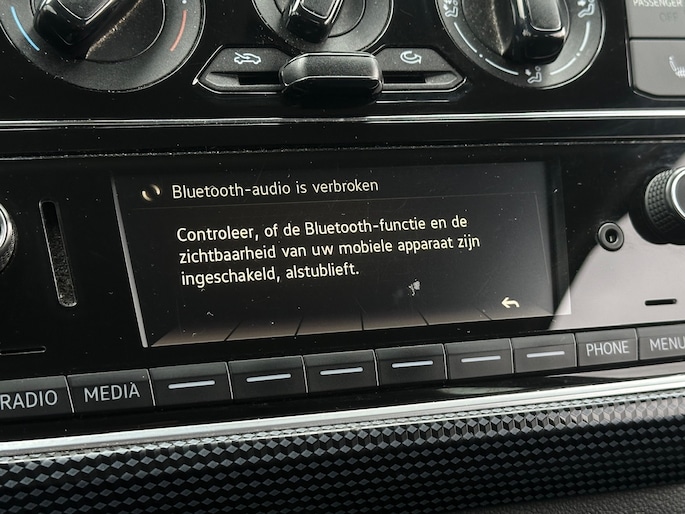 PASSENGER
OFF
Bluetooth-audio is verbroken
Controleer, of de Bluetooth-functie en de
zichtbaarheid van uw mobiele apparaat zijn
ingeschakeld, alstublieft.
RADIO
MEDIA
PHONE
MENU